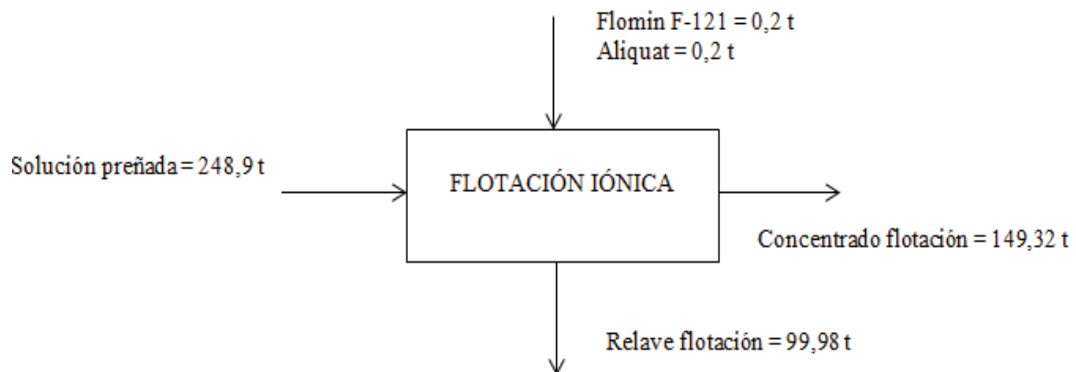 Flomin F-121 = 0,2 t
Aliquat = 0,2 t
Solución preñada = 248,9 t
FLOTACIÓN IÓNICA
Concentrado flotación = 149,32 t
Relave flotación = 99,98 t